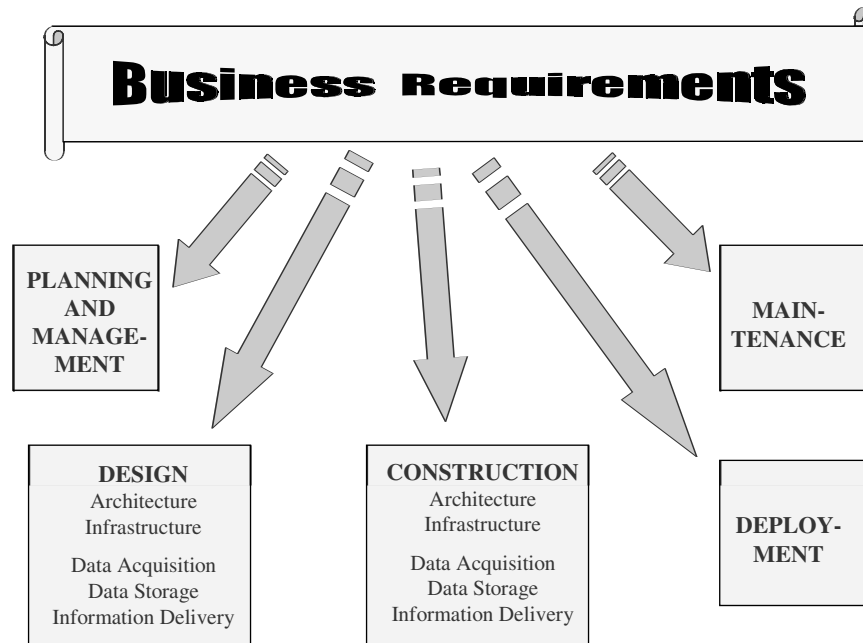 Business Requirements
PLANNING
AND
MANAGE-
MENT
MAIN-
TENANCE
DESIGN
Architecture
Infrastructure
Data Acquisition
Data Storage
Information Delivery
CONSTRUCTION
Architecture
Infrastructure
Data Acquisition
Data Storage
Information Delivery
DEPLOY-
MENT